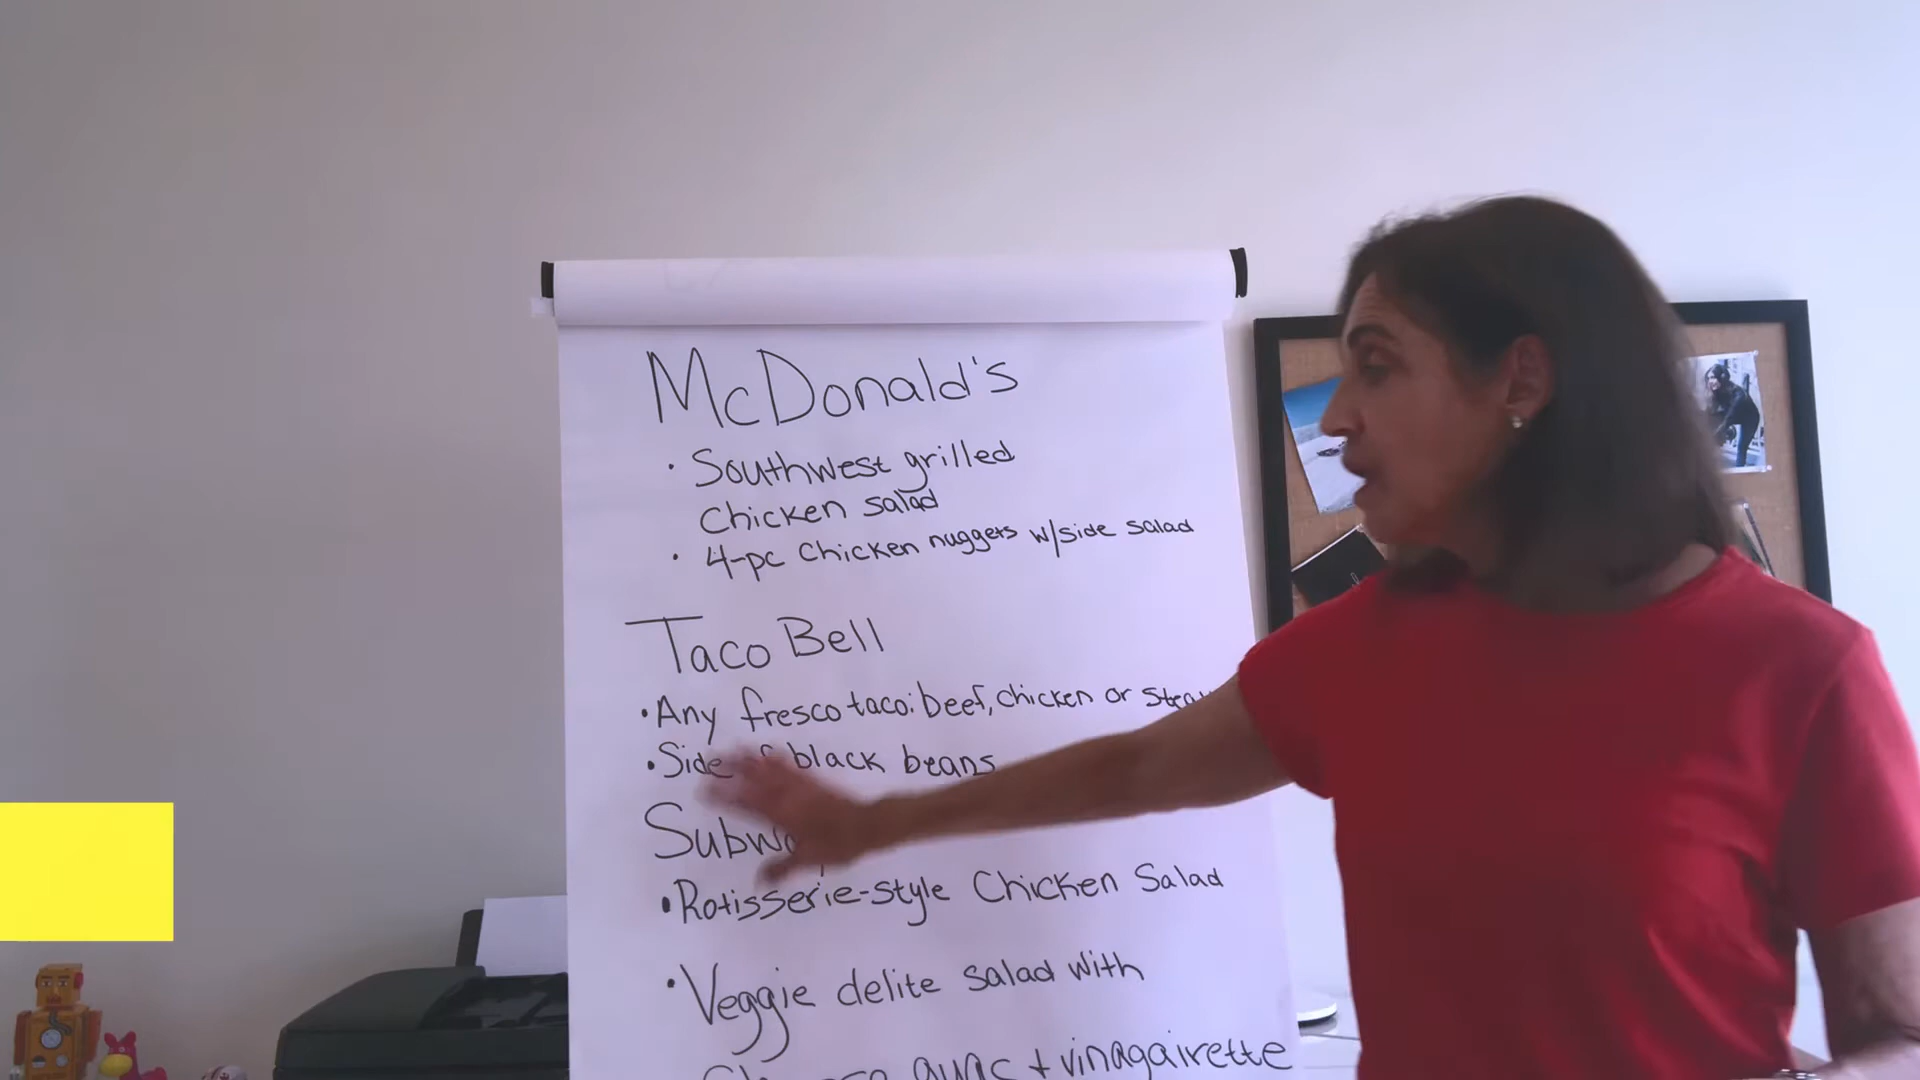 McDonald's
• Southwest grilled
Chicken salad
• 4-pc Chicken nuggets w/side salad
Taco Bell
• Any fresco taco: beef, chicken or
• Side black beans
• Rotisserie-style Chicken Salad
• Veggie delite salad with
guac + vinagairette